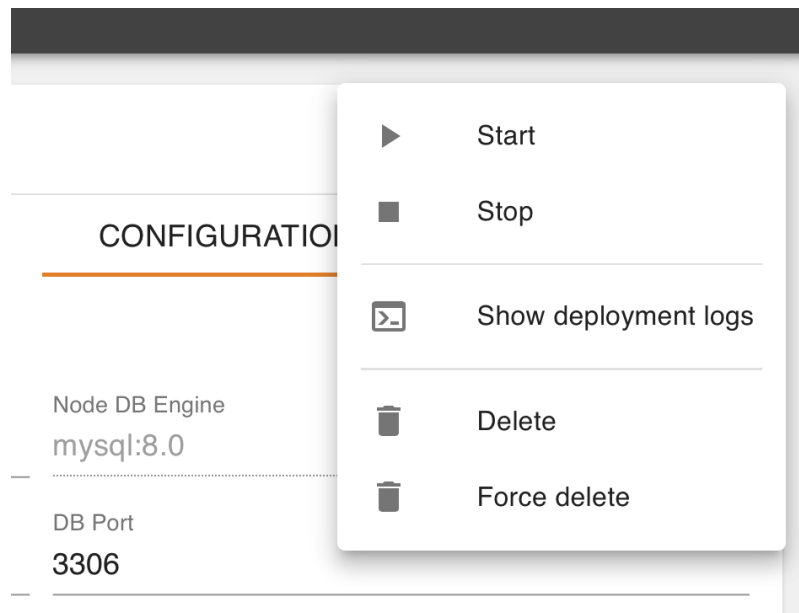 CONFIGURATIO
Node DB Engine
mysql:8.0
DB Port
3306
Start
Stop
Show deployment logs
Delete
Force delete